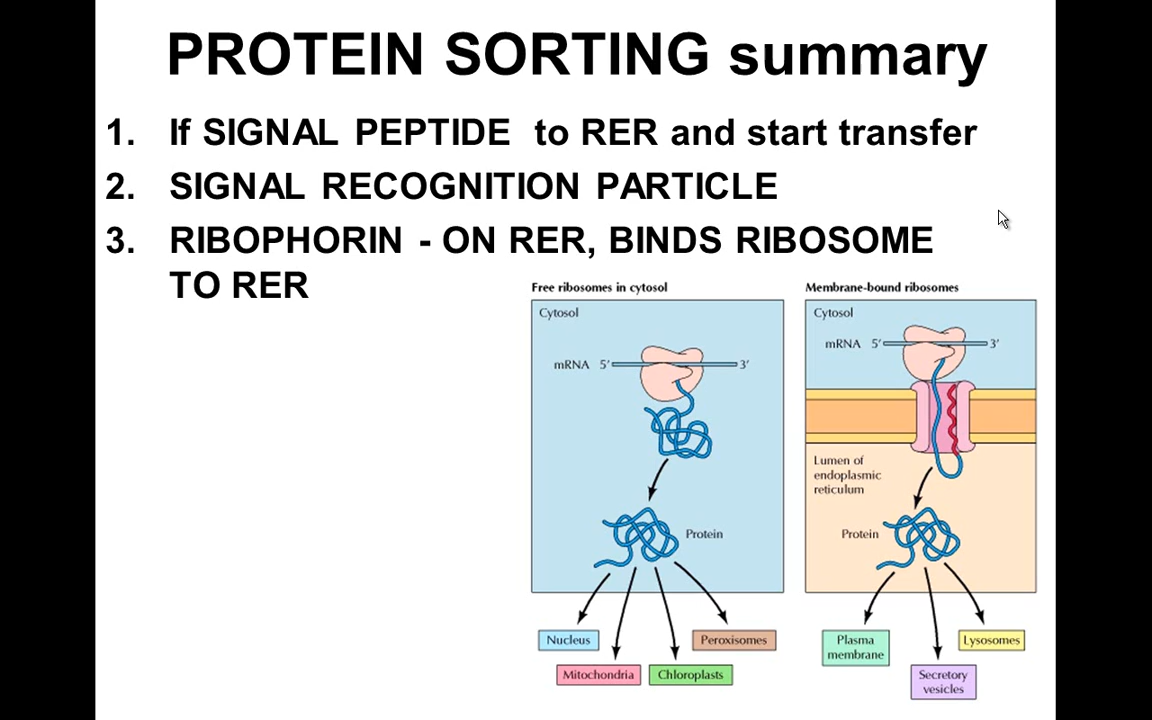 PROTEIN SORTING summary
1. If SIGNAL PEPTIDE to RER and start transfer
2. SIGNAL RECOGNITION PARTICLE
3. RIBOPHORIN - ON RER, BINDS RIBOSOME
TO RER
Free ribosomes in cytosol
Cytosol
mRNA 5′ 3′
Protein
Nucleus
Peroxisomes
Mitochondria
Chloroplasts
Membrane-bound ribosomes
Cytosol
mRNA 5′ 3′
Lumen of
endoplasmic
reticulum
Protein
Plasma
membrane
Lysosomes
Secretory
vesicles